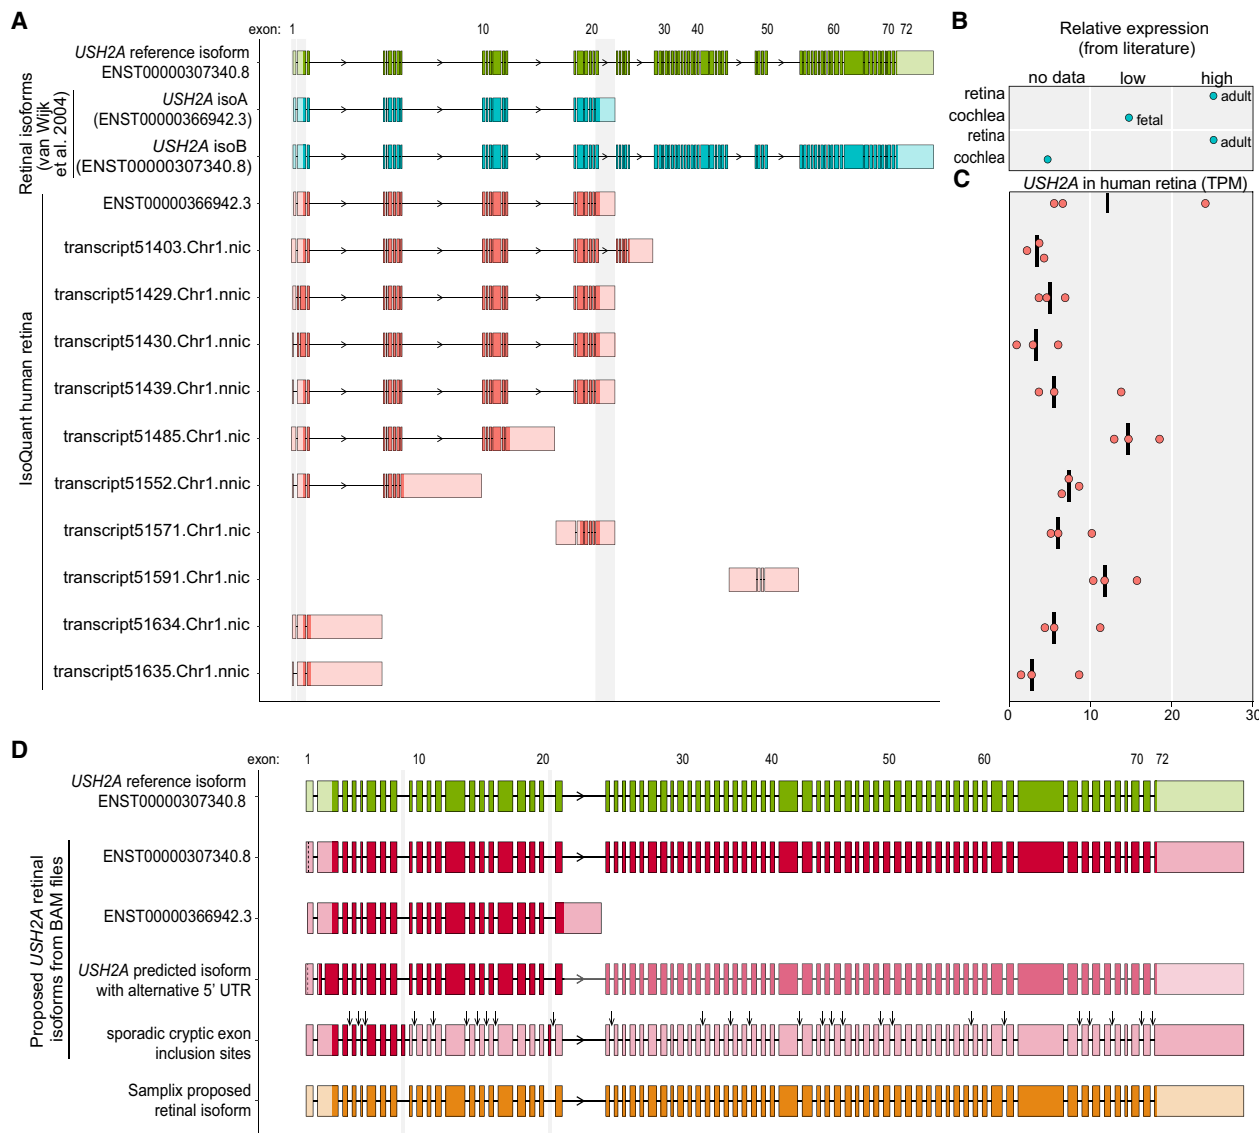 A
exon: 1 10 20 30 40 50 60 70 72
USH2A reference isoform
ENST00000307340.8
Retinal isoforms
(van Wijk
et al. 2004)
USH2A isoA
(ENST00000366942.3)
USH2A isoB
(ENST00000307340.8)
IsoQuant human retina
ENST00000366942.3
transcript51403.Chr1.nic
transcript51429.Chr1.nnic
transcript51430.Chr1.nnic
transcript51439.Chr1.nnic
transcript51485.Chr1.nic
transcript51552.Chr1.nnic
transcript51571.Chr1.nic
transcript51591.Chr1.nic
transcript51634.Chr1.nic
transcript51635.Chr1.nnic
B
Relative expression
(from literature)
no data low high
retina adult
cochlea fetal
retina adult
cochlea
C
USH2A in human retina (TPM)
0 10 20 30
D
exon: 1 10 20 30 40 50 60 70 72
USH2A reference isoform
ENST00000307340.8
Proposed USH2A retinal
isoforms from BAM files
ENST00000307340.8
ENST00000366942.3
USH2A predicted isoform
with alternative 5' UTR
sporadic cryptic exon
inclusion sites
Samplix proposed
retinal isoform